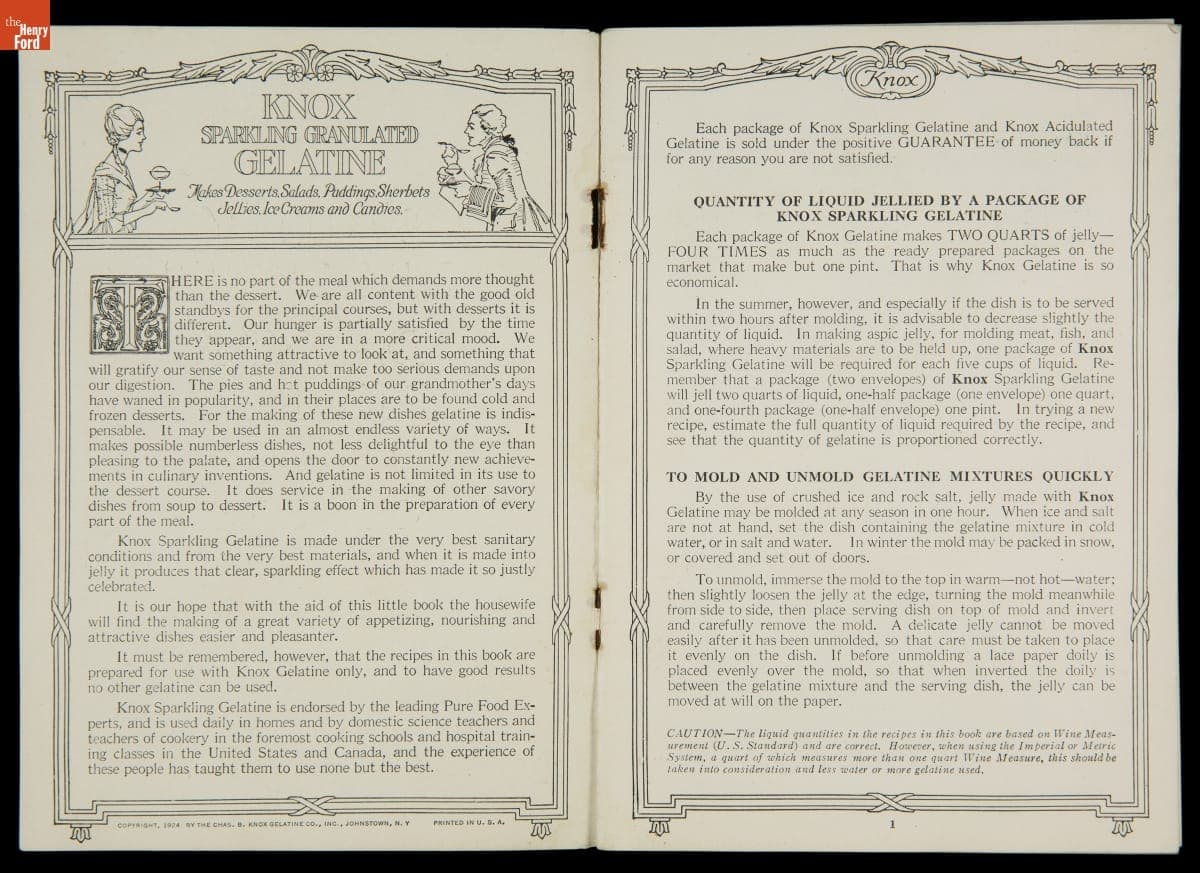 the
Henry
Ford
KNOX
SPARKLING GRANULATED
GELATINE
Makes Desserts, Salads, Puddings, Sherbets
Jellies, Ice Creams and Candies.
THERE is no part of the meal which demands more thought
than the dessert. We are all content with the good old
standbys for the principal courses, but with desserts it is
different. Our hunger is partially satisfied by the time
they appear, and we are in a more critical mood. We
want something attractive to look at, and something that
will gratify our sense of taste and not make too serious demands upon
our digestion. The pies and hot puddings of our grandmother's days
have waned in popularity, and in their places are to be found cold and
frozen desserts. For the making of these new dishes gelatine is indis-
pensable. It may be used in an almost endless variety of ways. It
makes possible numberless dishes, not less delightful to the eye than
pleasing to the palate, and opens the door to constantly new achieve-
ments in culinary inventions. And gelatine is not limited in its use to
the dessert course. It does service in the making of other savory
dishes from soup to dessert. It is a boon in the preparation of every
part of the meal.
Knox Sparkling Gelatine is made under the very best sanitary
conditions and from the very best materials, and when it is made into
jelly it produces that clear, sparkling effect which has made it so justly
celebrated.
It is our hope that with the aid of this little book the housewife
will find the making of a great variety of appetizing, nourishing and
attractive dishes easier and pleasanter.
It must be remembered, however, that the recipes in this book are
prepared for use with Knox Gelatine only, and to have good results
no other gelatine can be used.
Knox Sparkling Gelatine is endorsed by the leading Pure Food Ex-
perts, and is used daily in homes and by domestic science teachers and
teachers of cookery in the foremost cooking schools and hospital train-
ing classes in the United States and Canada, and the experience of
these people has taught them to use none but the best.
COPYRIGHT, 1924 BY THE CHAS. B. KNOX GELATINE CO., INC., JOHNSTOWN, N. Y PRINTED IN U. S. A.
Knox
Each package of Knox Sparkling Gelatine and Knox Acidulated
Gelatine is sold under the positive GUARANTEE of money back if
for any reason you are not satisfied.
QUANTITY OF LIQUID JELLIED BY A PACKAGE OF
KNOX SPARKLING GELATINE
Each package of Knox Gelatine makes TWO QUARTS of jelly—
FOUR TIMES as much as the ready prepared packages on the
market that make but one pint. That is why Knox Gelatine is so
economical.
In the summer, however, and especially if the dish is to be served
within two hours after molding, it is advisable to decrease slightly the
quantity of liquid. In making aspic jelly, for molding meat, fish, and
salad, where heavy materials are to be held up, one package of Knox
Sparkling Gelatine will be required for each five cups of liquid. Re-
member that a package (two envelopes) of Knox Sparkling Gelatine
will jell two quarts of liquid, one-half package (one envelope) one quart,
and one-fourth package (one-half envelope) one pint. In trying a new
recipe, estimate the full quantity of liquid required by the recipe, and
see that the quantity of gelatine is proportioned correctly.
TO MOLD AND UNMOLD GELATINE MIXTURES QUICKLY
By the use of crushed ice and rock salt, jelly made with Knox
Gelatine may be molded at any season in one hour. When ice and salt
are not at hand, set the dish containing the gelatine mixture in cold
water, or in salt and water. In winter the mold may be packed in snow,
or covered and set out of doors.
To unmold, immerse the mold to the top in warm—not hot—water;
then slightly loosen the jelly at the edge, turning the mold meanwhile
from side to side, then place serving dish on top of mold and invert
and carefully remove the mold. A delicate jelly cannot be moved
easily after it has been unmolded, so that care must be taken to place
it evenly on the dish. If before unmolding a lace paper doily is
placed evenly over the mold, so that when inverted the doily is
between the gelatine mixture and the serving dish, the jelly can be
moved at will on the paper.
CAUTION—The liquid quantities in the recipes in this book are based on Wine Meas-
urement (U. S. Standard) and are correct. However, when using the Imperial or Metric
System, a quart of which measures more than one quart Wine Measure, this should be
taken into consideration and less water or more gelatine used.
1